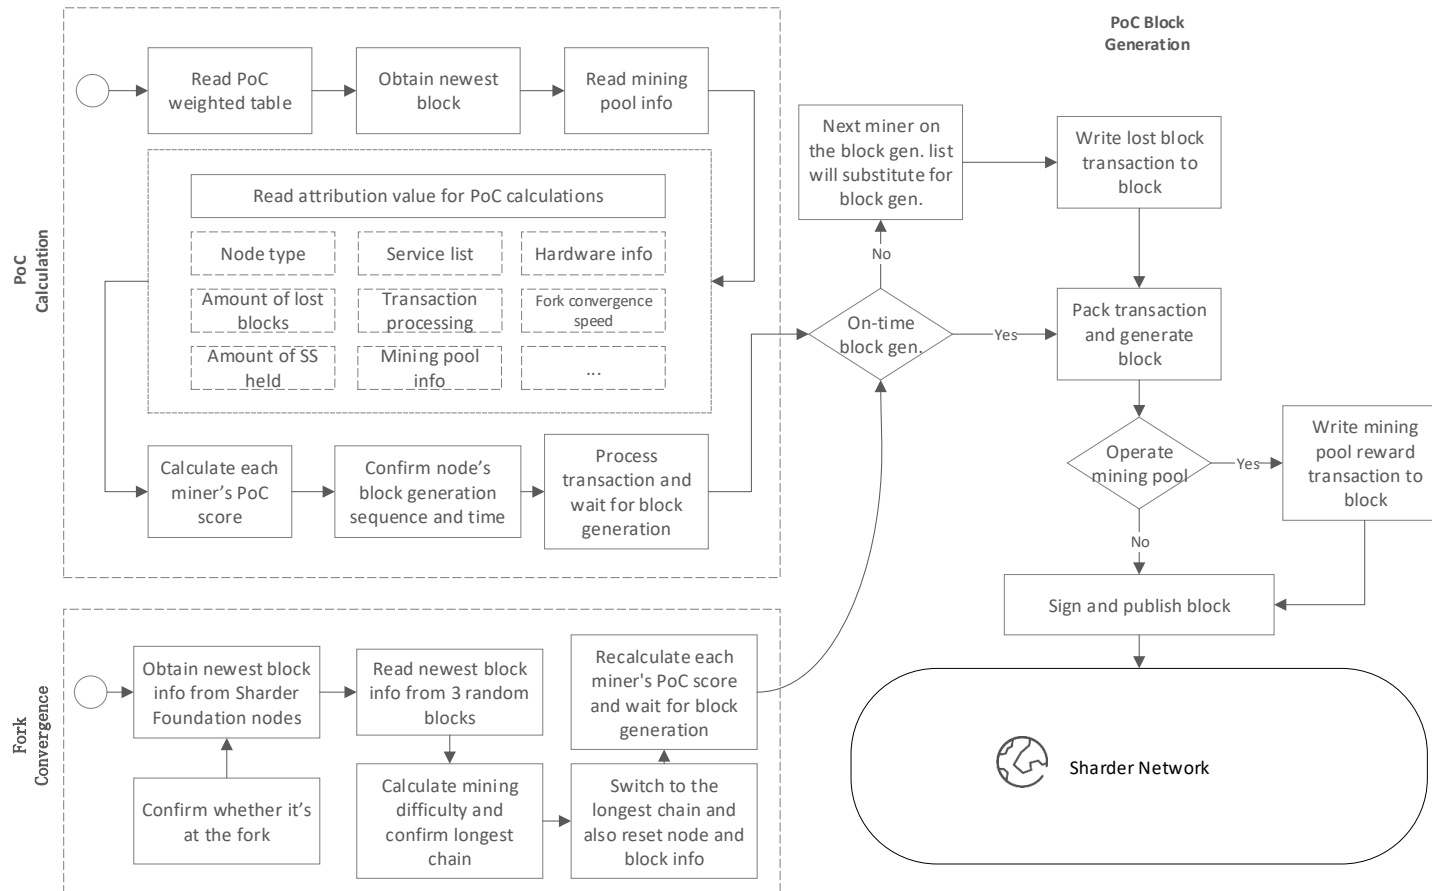 PoC
Calculation
Read PoC
weighted table
Obtain newest
block
Read mining
pool info
Read attribution value for PoC calculations
Node type
Service list
Hardware info
Amount of lost
blocks
Transaction
processing
Fork convergence
speed
Amount of SS
held
Mining pool
info
...
Calculate each
miner’s PoC
score
Confirm node’s
block generation
sequence and time
Process
transaction and
wait for block
generation
Fork
Convergence
Obtain newest block
info from Sharder
Foundation nodes
Read newest block
info from 3 random
blocks
Recalculate each
miner's PoC score
and wait for block
generation
Confirm whether it’s
at the fork
Calculate mining
difficulty and
confirm longest
chain
Switch to the
longest chain and
also reset node and
block info
PoC Block
Generation
Next miner on
the block gen. list
will substitute for
block gen.
Write lost block
transaction to
block
No
On-time
block gen.
Yes
Pack transaction
and generate
block
Operate
mining pool
Yes
Write mining
pool reward
transaction to
block
No
Sign and publish block
Sharder Network